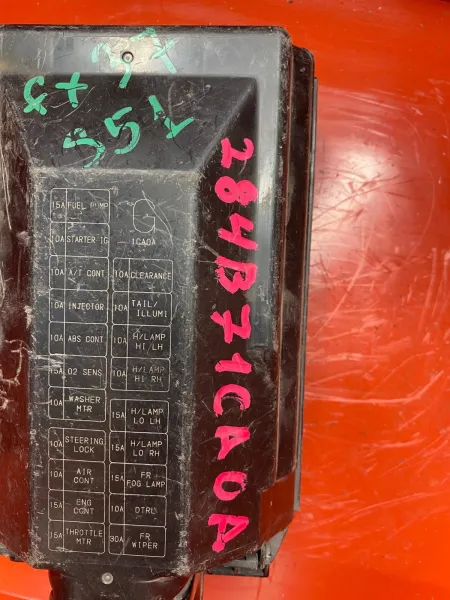 15A FUEL PUMP
10A STARTER IG
10A A/T CONT
10A INJECTOR
10A ABS CONT
15A O2 SENS
10A WASHER
MTR
10A STEERING
LOCK
10A AIR
CONT
15A ENG
CONT
15A THROTTLE
MTR
1CA0A
10A CLEARANCE
10A TAIL/
ILLUMI
10A H/LAMP
HI LH
10A H/LAMP
HI RH
15A H/LAMP
LO LH
15A H/LAMP
LO RH
15A FR
FOG LAMP
10A DTRL
30A FR
WIPER
284B71CA0A